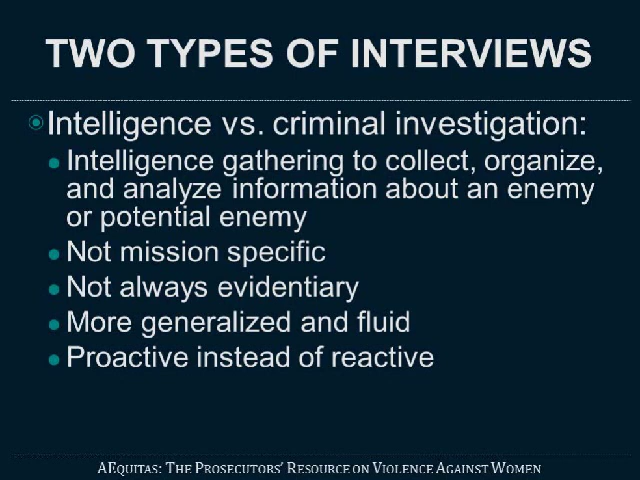 TWO TYPES OF INTERVIEWS
Intelligence vs. criminal investigation:
Intelligence gathering to collect, organize,
and analyze information about an enemy
or potential enemy
Not mission specific
Not always evidentiary
More generalized and fluid
Proactive instead of reactive
AEQUITAS: THE PROSECUTORS' RESOURCE ON VIOLENCE AGAINST WOMEN